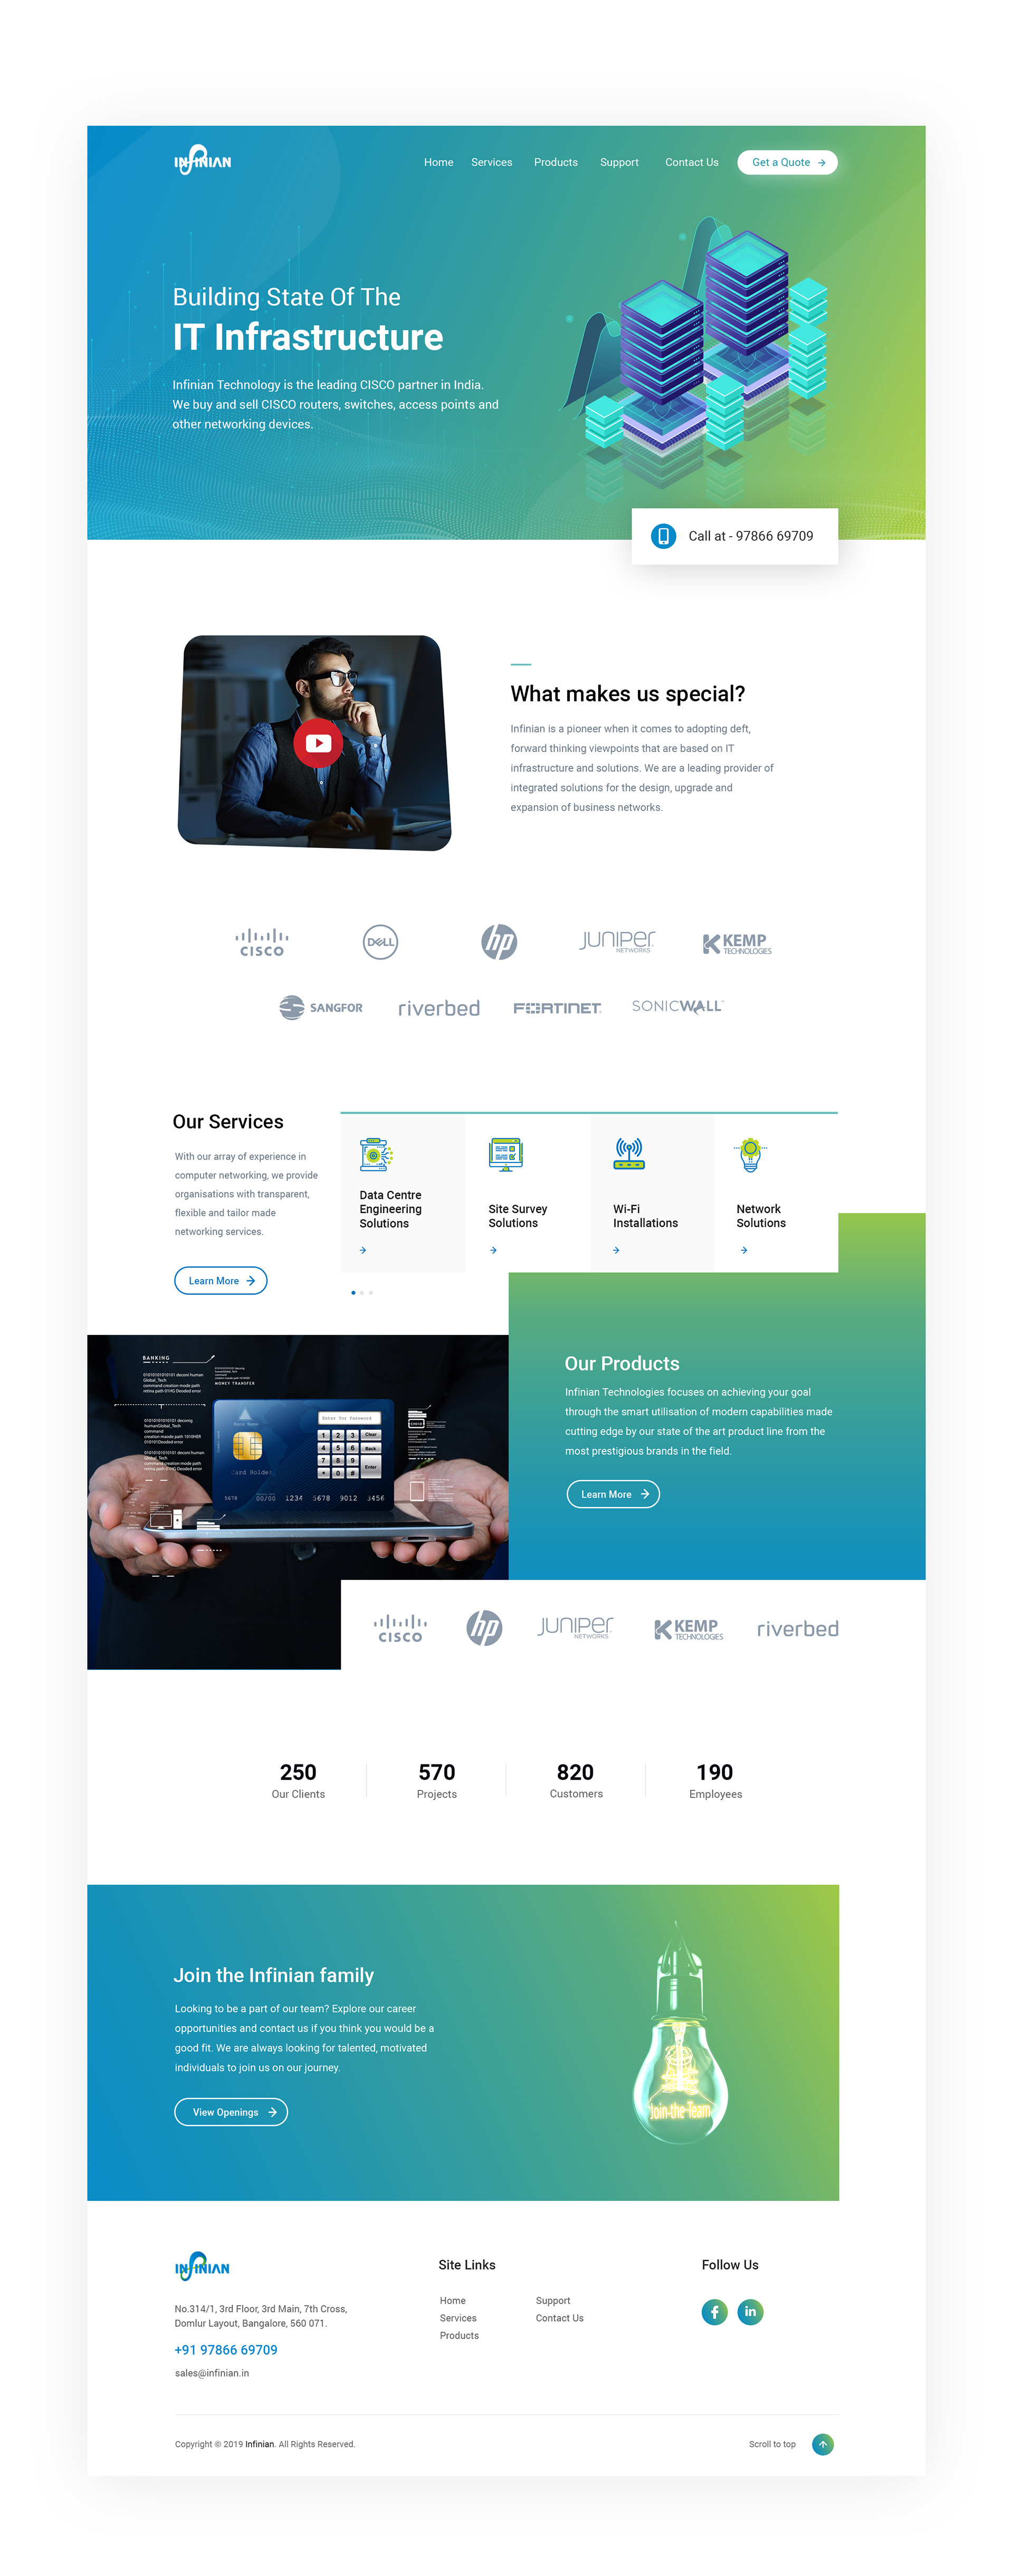 INFINIAN
Home Services Products Support Contact Us Get a Quote
Building State Of The
IT Infrastructure
Infinian Technology is the leading CISCO partner in India.
We buy and sell CISCO routers, switches, access points and
other networking devices.
Call at - 97866 69709
What makes us special?
Infinian is a pioneer when it comes to adopting deft,
forward thinking viewpoints that are based on IT
infrastructure and solutions. We are a leading provider of
integrated solutions for the design, upgrade and
expansion of business networks.
CISCO DELL hp JUNIPER NETWORKS KEMP TECHNOLOGIES
SANGFOR riverbed FORTINET SONICWALL
Our Services
With our array of experience in
computer networking, we provide
organisations with transparent,
flexible and tailor made
networking services.
Learn More
Data Centre
Engineering
Solutions
Site Survey
Solutions
Wi-Fi
Installations
Network
Solutions
BANKING
MONEY TRANSFER
Enter for Password
1 2 3 Clear
4 5 6 Back
7 8 9 Enter
* 0 #
Card Holder
5678 00/00 1234 5678 9012 3456
Our Products
Infinian Technologies focuses on achieving your goal
through the smart utilisation of modern capabilities made
cutting edge by our state of the art product line from the
most prestigious brands in the field.
Learn More
CISCO hp JUNIPER NETWORKS KEMP TECHNOLOGIES riverbed
250 570 820 190
Our Clients Projects Customers Employees
Join the Infinian family
Looking to be a part of our team? Explore our career
opportunities and contact us if you think you would be a
good fit. We are always looking for talented, motivated
individuals to join us on our journey.
View Openings
Join the Team
INFINIAN
No.314/1, 3rd Floor, 3rd Main, 7th Cross,
Domlur Layout, Bangalore, 560 071.
+91 97866 69709
sales@infinian.in
Site Links
Home Support
Services Contact Us
Products
Follow Us
f in
Copyright © 2019 Infinian. All Rights Reserved.
Scroll to top